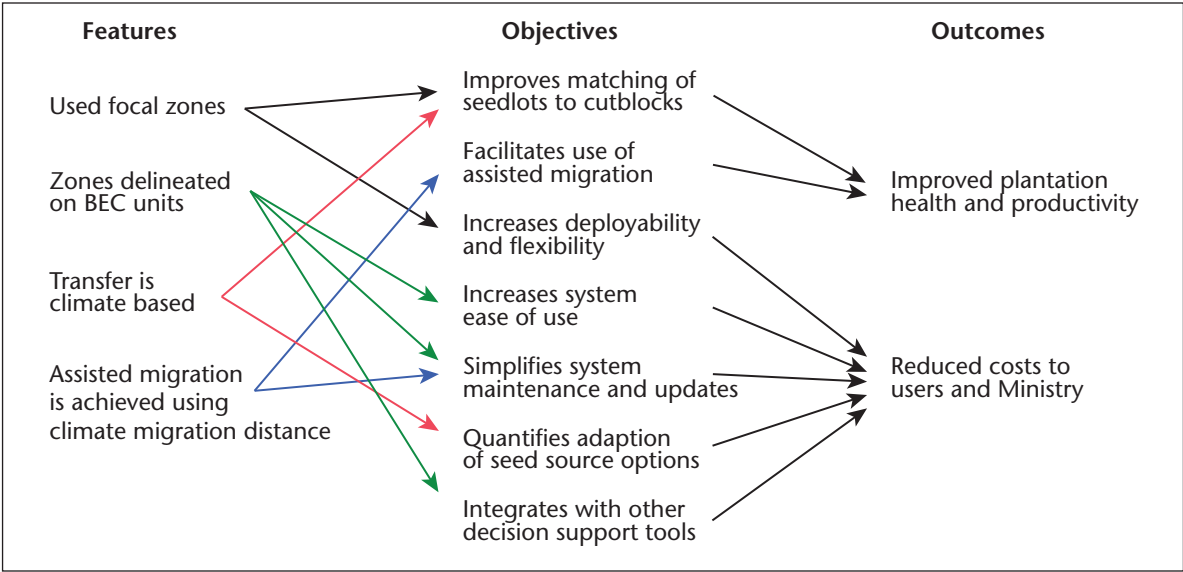 Features
Objectives
Outcomes
Used focal zones
Zones delineated
on BEC units
Transfer is
climate based
Assisted migration
is achieved using
climate migration distance
Improves matching of
seedlots to cutblocks
Facilitates use of
assisted migration
Increases deployability
and flexibility
Increases system
ease of use
Simplifies system
maintenance and updates
Quantifies adaption
of seed source options
Integrates with other
decision support tools
Improved plantation
health and productivity
Reduced costs to
users and Ministry